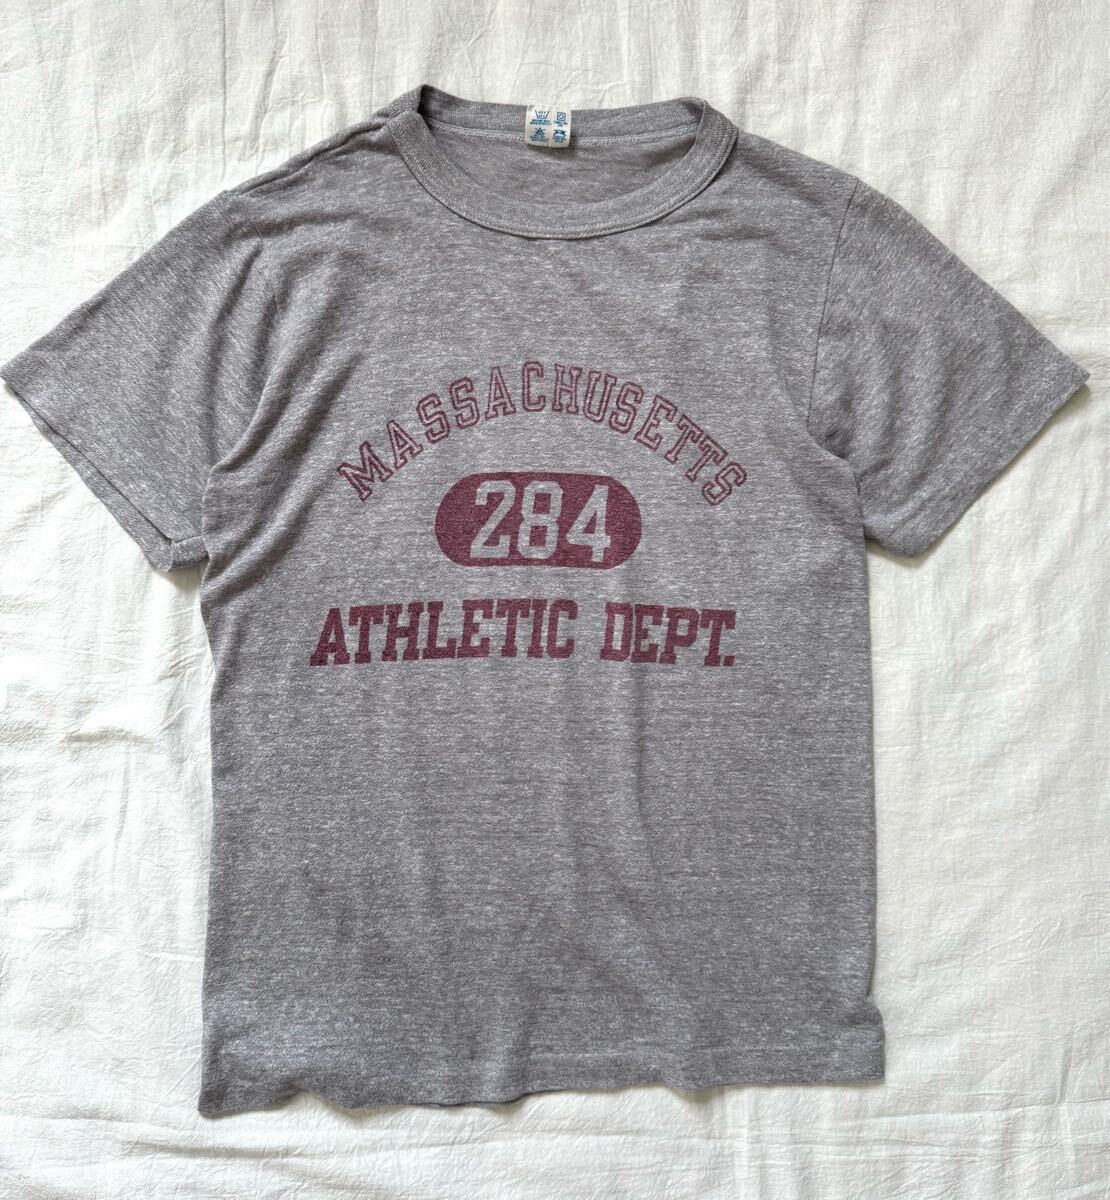 MASSACHUSETTS
284
ATHLETIC DEPT.